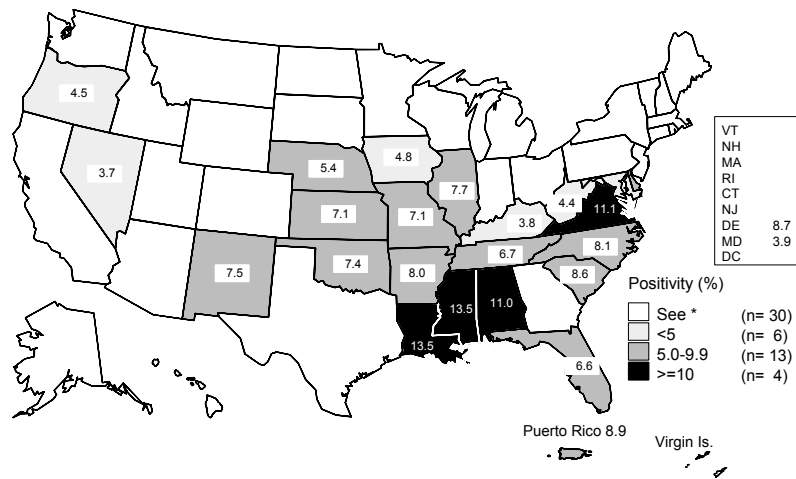 4.5
3.7
5.4
4.8
7.7
7.1
7.1
3.8
4.4
11.1
7.5
7.4
8.0
6.7
8.1
8.6
13.5
11.0
13.5
6.6
VT
NH
MA
RI
CT
NJ
DE 8.7
MD 3.9
DC
Positivity (%)
See * (n= 30)
<5 (n= 6)
5.0-9.9 (n= 13)
>=10 (n= 4)
Puerto Rico 8.9
Virgin Is.